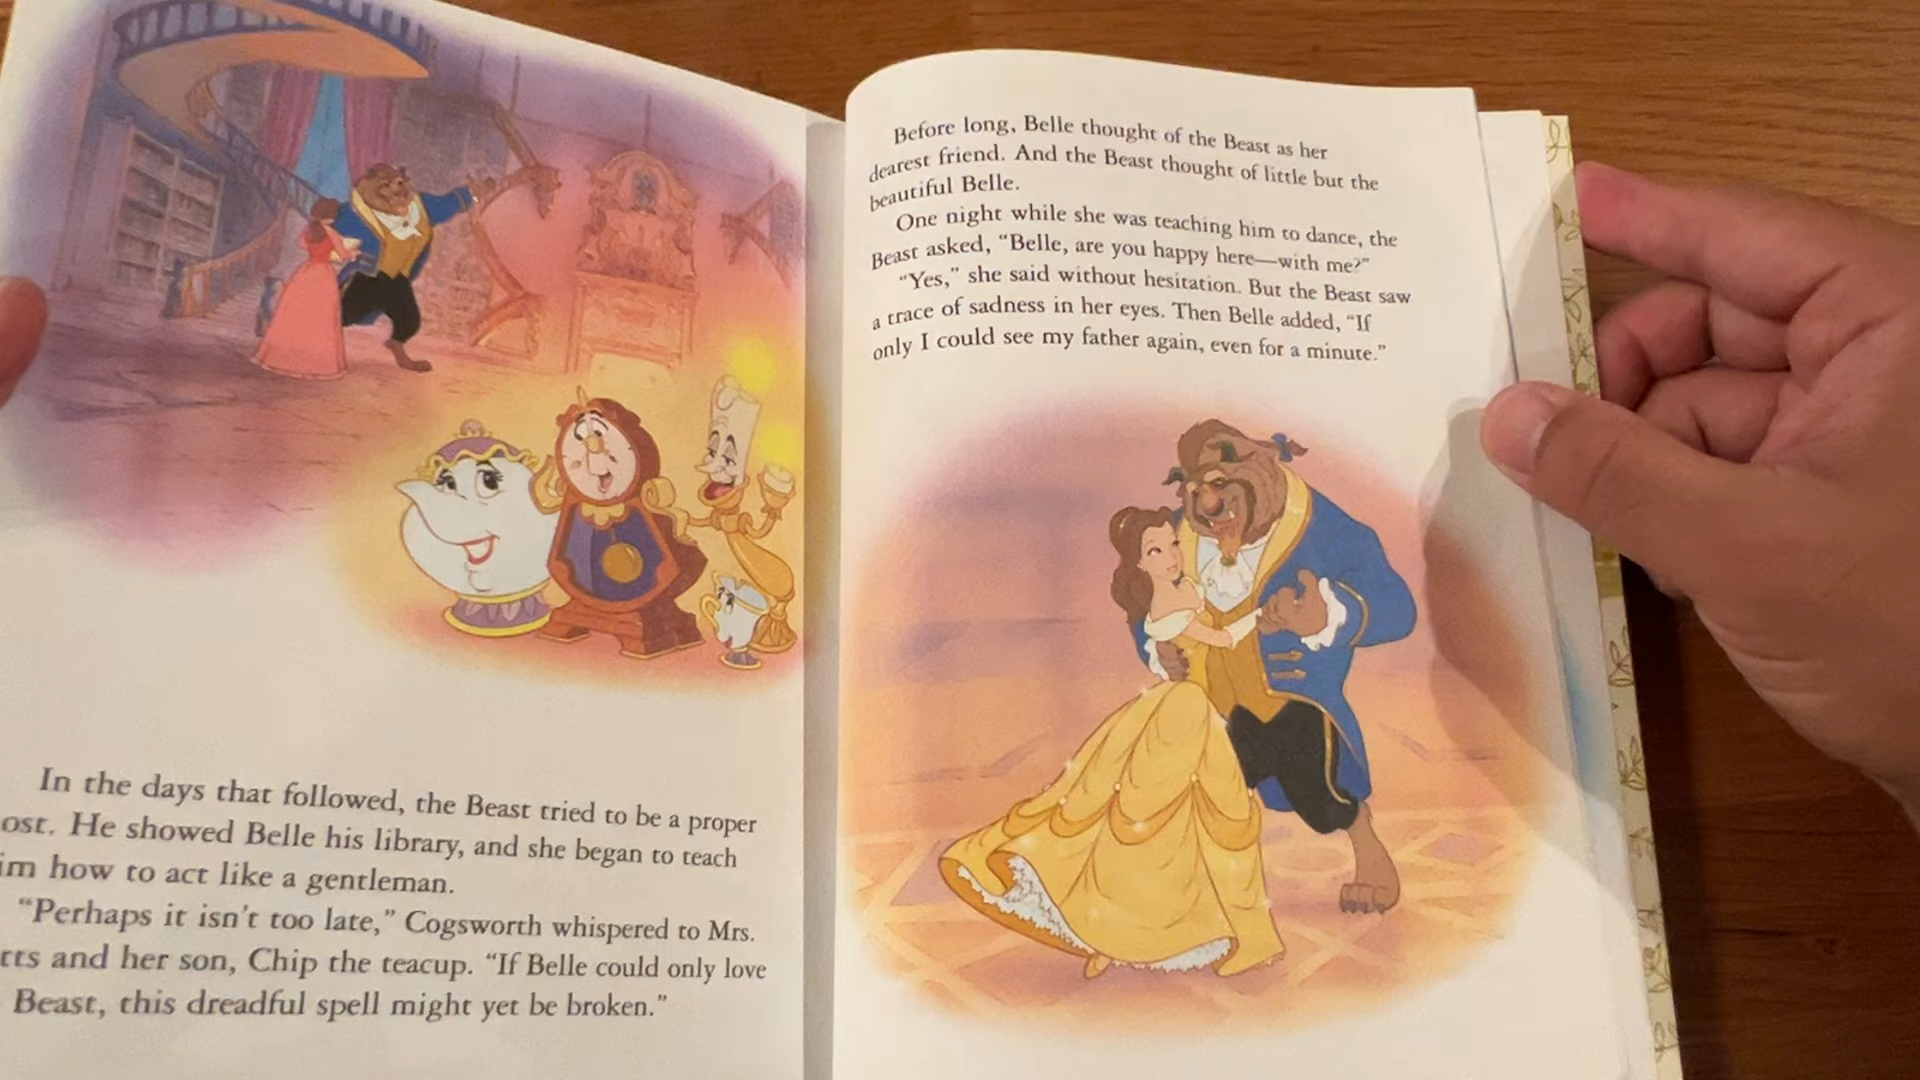 In the days that followed, the Beast tried to be a proper
ost. He showed Belle his library, and she began to teach
im how to act like a gentleman.
“Perhaps it isn’t too late,” Cogsworth whispered to Mrs.
tts and her son, Chip the teacup. “If Belle could only love
Beast, this dreadful spell might yet be broken.”
Before long, Belle thought of the Beast as her
dearest friend. And the Beast thought of little but the
beautiful Belle.
One night while she was teaching him to dance, the
Beast asked, “Belle, are you happy here—with me?”
“Yes,” she said without hesitation. But the Beast saw
a trace of sadness in her eyes. Then Belle added, “If
only I could see my father again, even for a minute.”